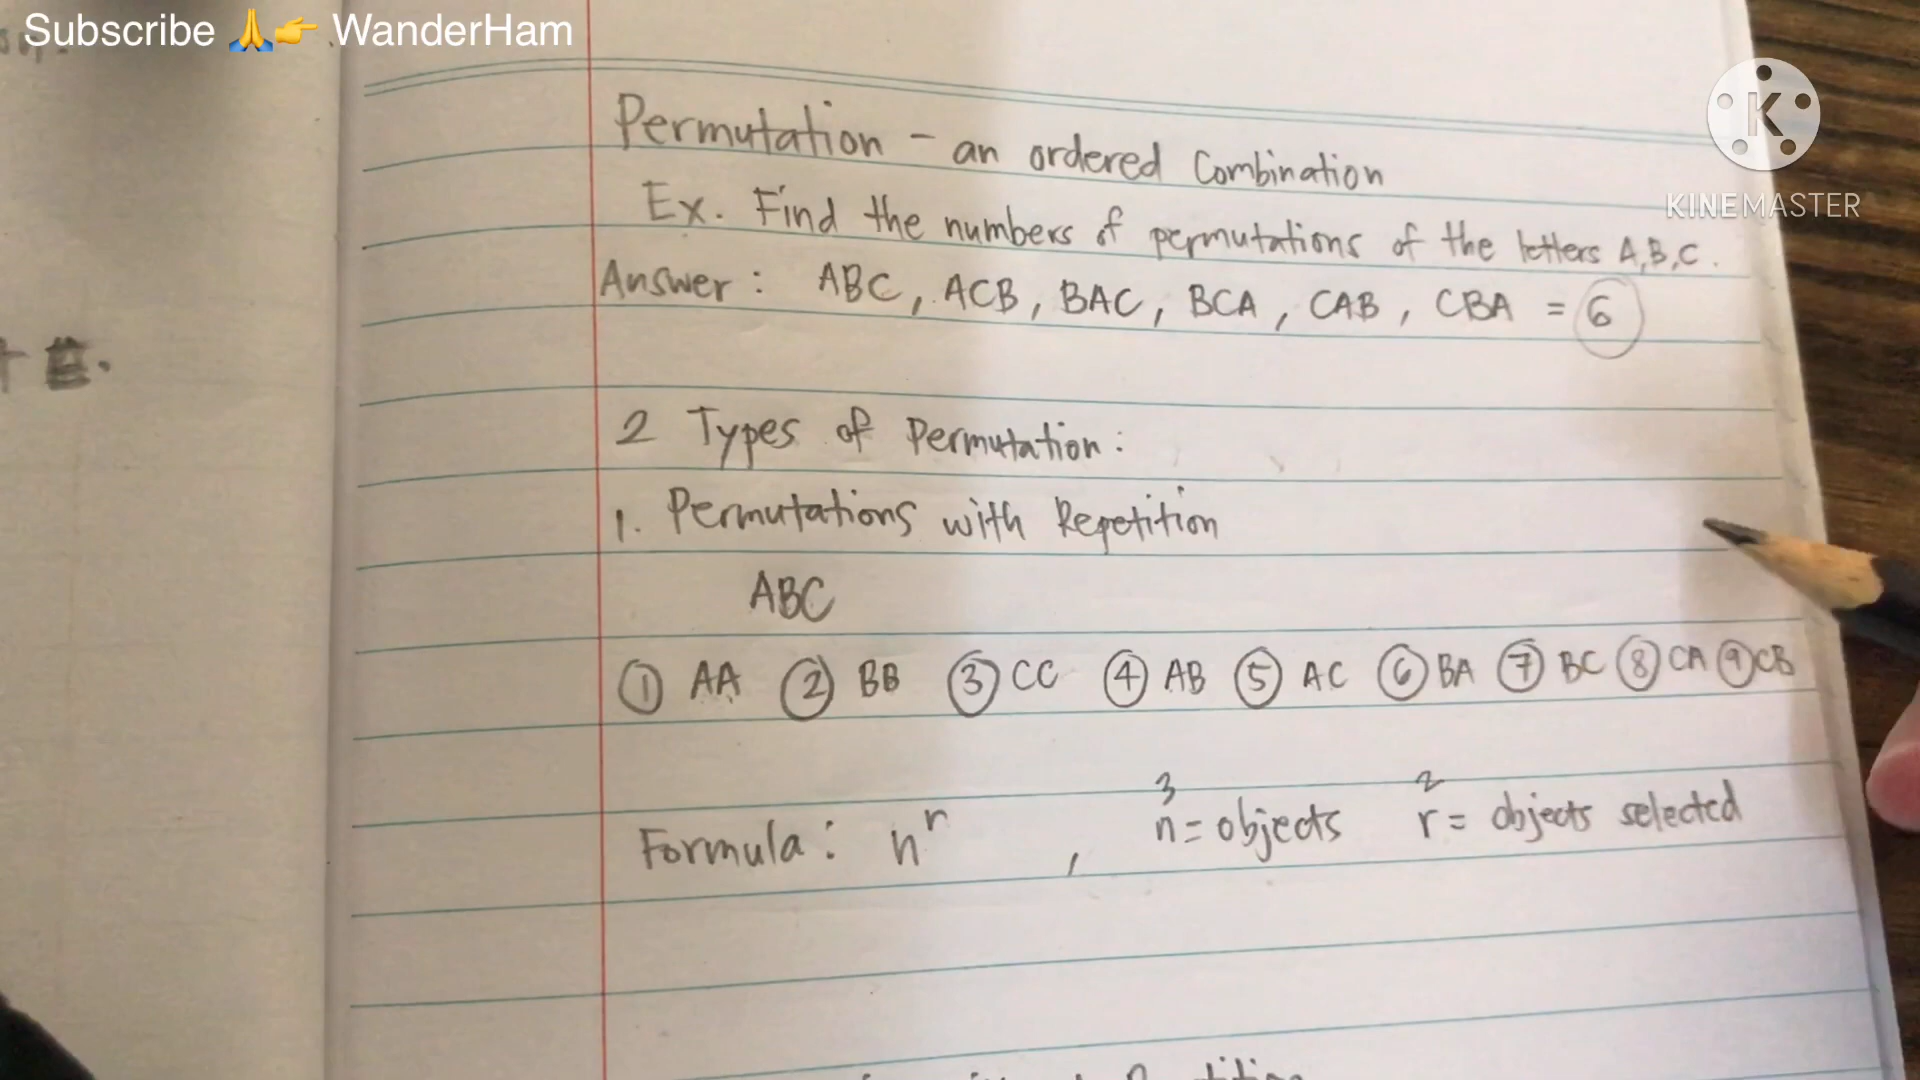 Subscribe 🙏👉 WanderHam
KINEMASTER
Permutation - an ordered Combination
Ex. Find the numbers of permutations of the letters A,B,C.
Answer : ABC, ACB, BAC, BCA, CAB, CBA = 6
2 Types of Permutation:
1. Permutations with Repetition
ABC
① AA ② BB ③ CC ④ AB ⑤ AC ⑥ BA ⑦ BC ⑧ CA ⑨ CB
3 2
Formula: n^r , n = objects r = objects selected